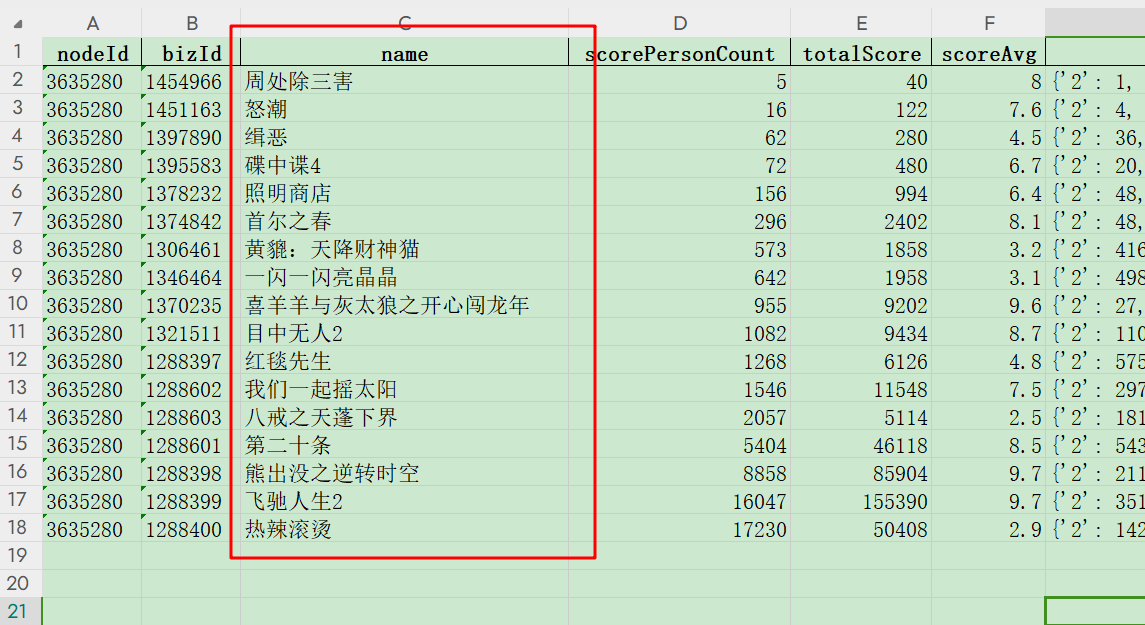 A B C D E F
1 nodeId bizId name scorePersonCount totalScore scoreAvg
2 3635280 1454966 周处除三害 5 40 8 {'2': 1,
3 3635280 1451163 怒潮 16 122 7.6 {'2': 4,
4 3635280 1397890 缉恶 62 280 4.5 {'2': 36,
5 3635280 1395583 碟中谍4 72 480 6.7 {'2': 20,
6 3635280 1378232 照明商店 156 994 6.4 {'2': 48,
7 3635280 1374842 首尔之春 296 2402 8.1 {'2': 48,
8 3635280 1306461 黄貔：天降财神猫 573 1858 3.2 {'2': 416
9 3635280 1346464 一闪一闪亮晶晶 642 1958 3.1 {'2': 498
10 3635280 1370235 喜羊羊与灰太狼之开心闯龙年 955 9202 9.6 {'2': 27,
11 3635280 1321511 目中无人2 1082 9434 8.7 {'2': 110
12 3635280 1288397 红毯先生 1268 6126 4.8 {'2': 575
13 3635280 1288602 我们一起摇太阳 1546 11548 7.5 {'2': 297
14 3635280 1288603 八戒之天蓬下界 2057 5114 2.5 {'2': 181
15 3635280 1288601 第二十条 5404 46118 8.5 {'2': 543
16 3635280 1288398 熊出没之逆转时空 8858 85904 9.7 {'2': 211
17 3635280 1288399 飞驰人生2 16047 155390 9.7 {'2': 351
18 3635280 1288400 热辣滚烫 17230 50408 2.9 {'2': 142
19
20
21